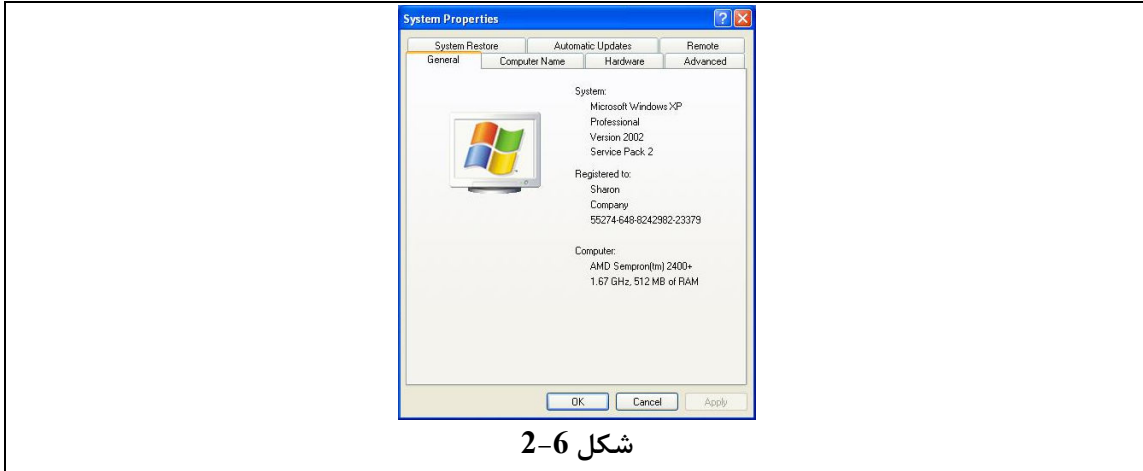 System Properties
System Restore Automatic Updates Remote
General Computer Name Hardware Advanced
System:
Microsoft Windows XP
Professional
Version 2002
Service Pack 2
Registered to:
Sharon
Company
55274-648-8242982-23379
Computer:
AMD Sempron(tm) 2400+
1.67 GHz, 512 MB of RAM
OK Cancel Apply
شکل 6-2